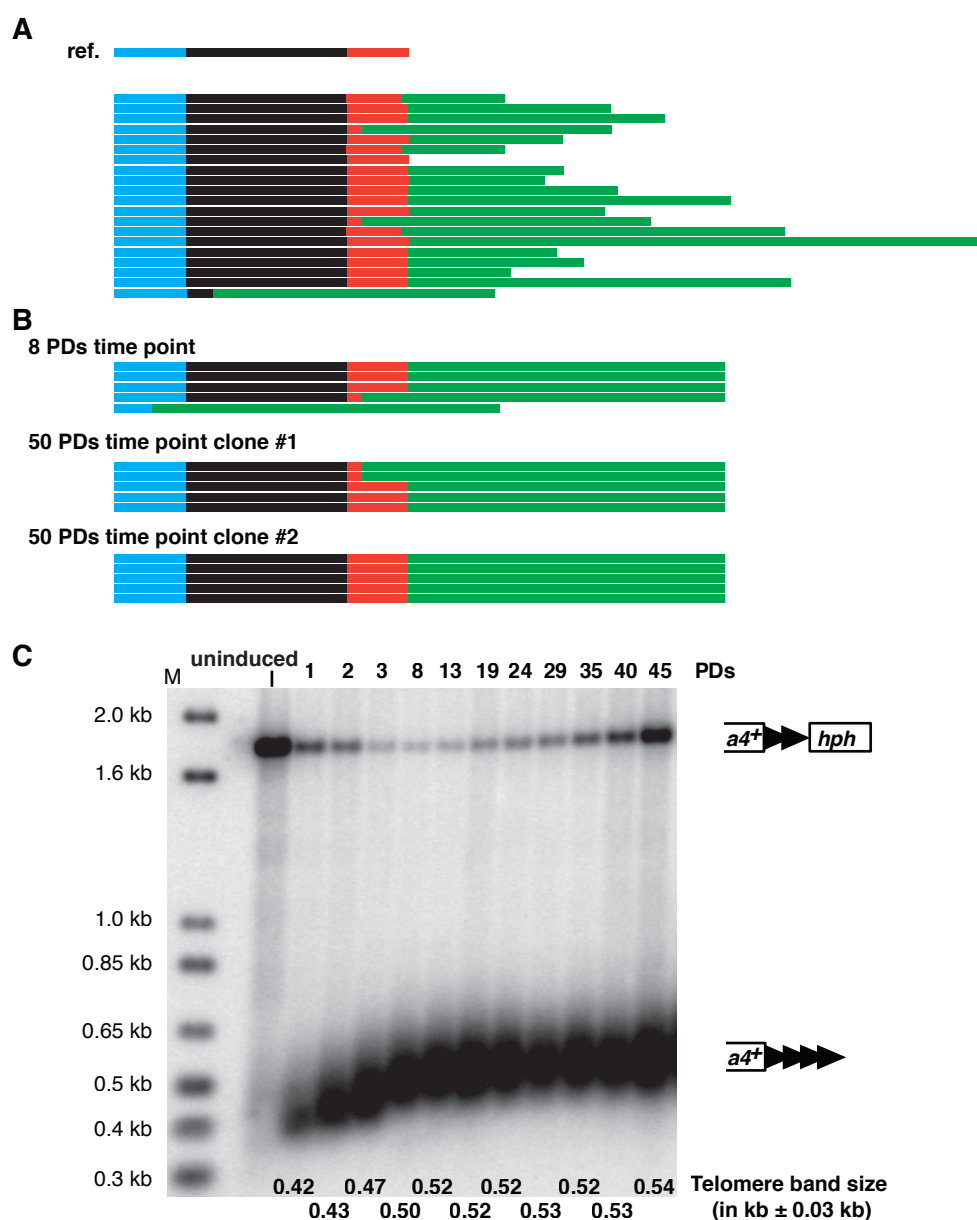 A
ref.
B
8 PDs time point
50 PDs time point clone #1
50 PDs time point clone #2
C
M uninduced 1 2 3 8 13 19 24 29 35 40 45 PDs
2.0 kb
a4+ hph
1.6 kb
1.0 kb
0.85 kb
0.65 kb
a4+
0.5 kb
0.4 kb
0.3 kb
0.42 0.47 0.52 0.52 0.52 0.54 Telomere band size
0.43 0.50 0.52 0.53 0.53 (in kb ± 0.03 kb)